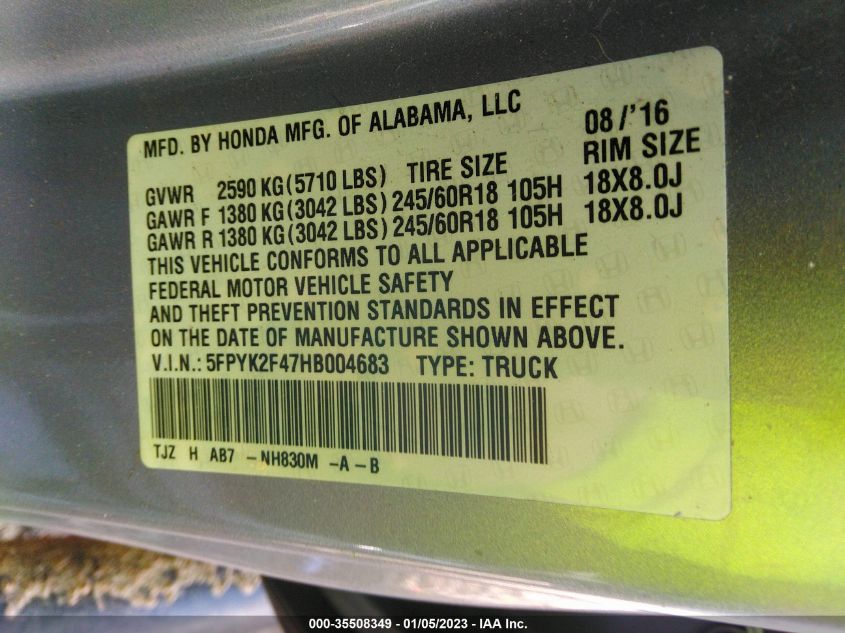 MFD. BY HONDA MFG. OF ALABAMA, LLC 08/'16
GVWR 2590 KG (5710 LBS) TIRE SIZE RIM SIZE
GAWR F 1380 KG (3042 LBS) 245/60R18 105H 18X8.0J
GAWR R 1380 KG (3042 LBS) 245/60R18 105H 18X8.0J
THIS VEHICLE CONFORMS TO ALL APPLICABLE
FEDERAL MOTOR VEHICLE SAFETY
AND THEFT PREVENTION STANDARDS IN EFFECT
ON THE DATE OF MANUFACTURE SHOWN ABOVE.
V.I.N.: 5FPYK2F47HB004683 TYPE: TRUCK
TJZ H AB7 -NH830M -A-B
000-35508349 - 01/05/2023 - IAA Inc.